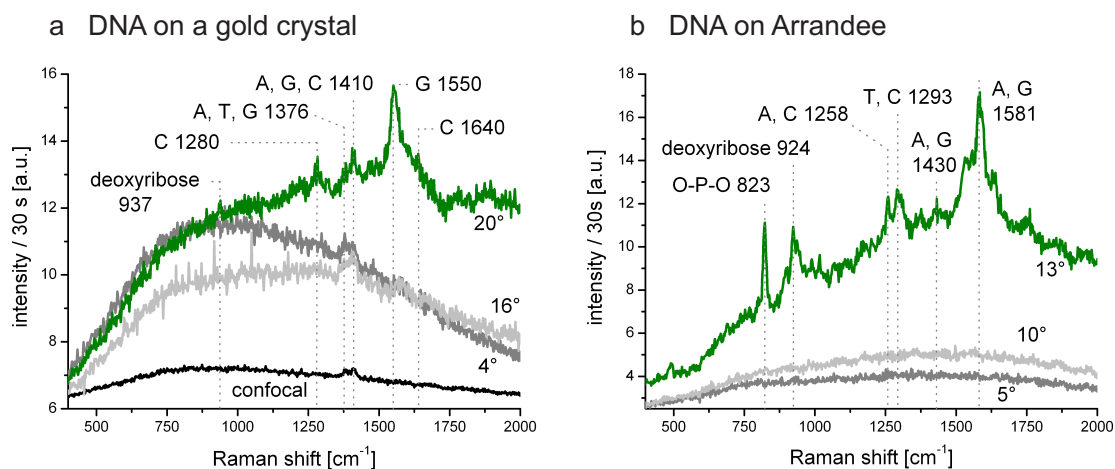 a DNA on a gold crystal
intensity / 30 s [a.u.]
16
14
12
10
8
6
A, G, C 1410
G 1550
A, T, G 1376
C 1640
C 1280
deoxyribose
937
20°
16°
4°
confocal
500 750 1000 1250 1500 1750 2000
Raman shift [cm⁻¹]
b DNA on Arrandee
intensity / 30s [a.u.]
18
16
14
12
10
8
6
4
T, C 1293
A, G
1581
A, C 1258
A, G
1430
deoxyribose 924
O-P-O 823
13°
10°
5°
500 750 1000 1250 1500 1750 2000
Raman shift [cm⁻¹]